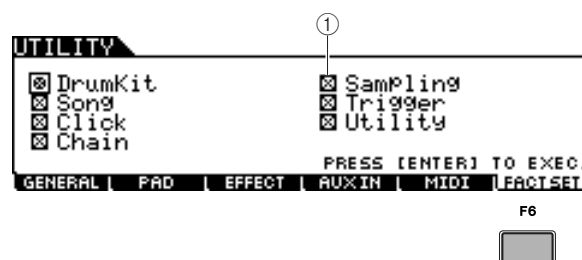 ①
UTILITY
DrumKit
Song
Click
Chain
Sampling
Trigger
Utility
PRESS [ENTER] TO EXEC.
GENERAL PAD EFFECT AUXIN MIDI FACTSET
F6